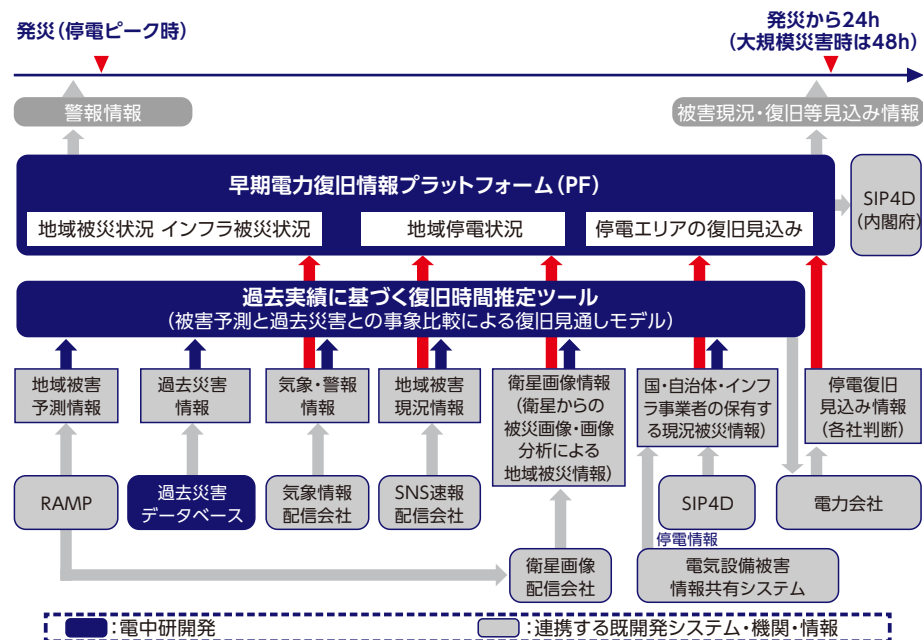 発災（停電ピーク時）
発災から24h
（大規模災害時は48h）
警報情報
被害現況・復旧等見込み情報
早期電力復旧情報プラットフォーム（PF）
地域被災状況 インフラ被災状況
地域停電状況
停電エリアの復旧見込み
SIP4D
（内閣府）
過去実績に基づく復旧時間推定ツール
（被害予測と過去災害との事象比較による復旧見通しモデル）
地域被害
予測情報
過去災害
情報
気象・警報
情報
地域被害
現況情報
衛星画像情報
（衛星からの
被災画像・画像
分析による
地域被災情報）
国・自治体・インフ
ラ事業者の保有す
る現況被災情報）
停電復旧
見込み情報
（各社判断）
RAMP
過去災害
データベース
気象情報
配信会社
SNS速報
配信会社
SIP4D
電力会社
停電情報
衛星画像
配信会社
電気設備被害
情報共有システム
：電中研開発
：連携する既開発システム・機関・情報